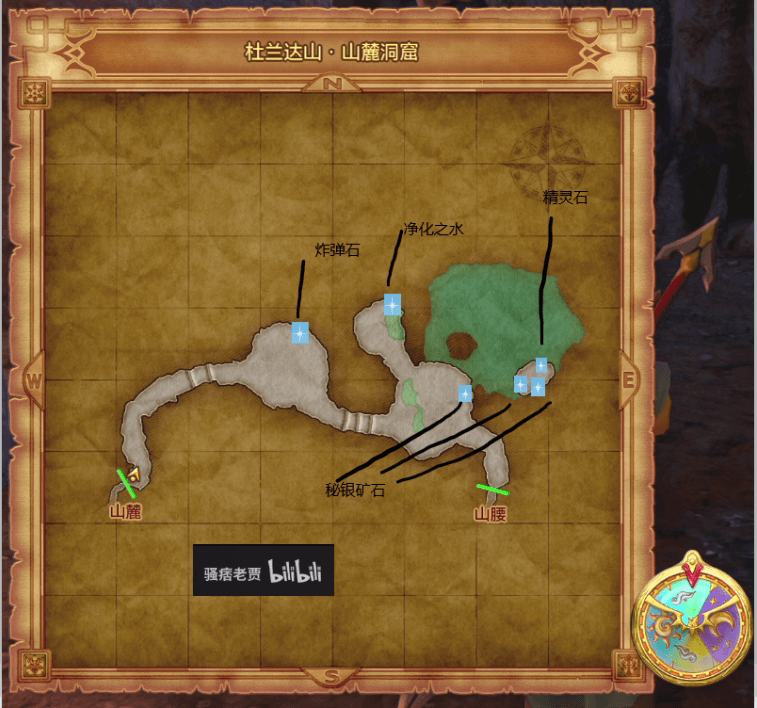 杜兰达山·山麓洞窟
N
精灵石
净化之水
炸弹石
W
E
秘银矿石
山麓
山腰
骚痞老贾 bilibili
S